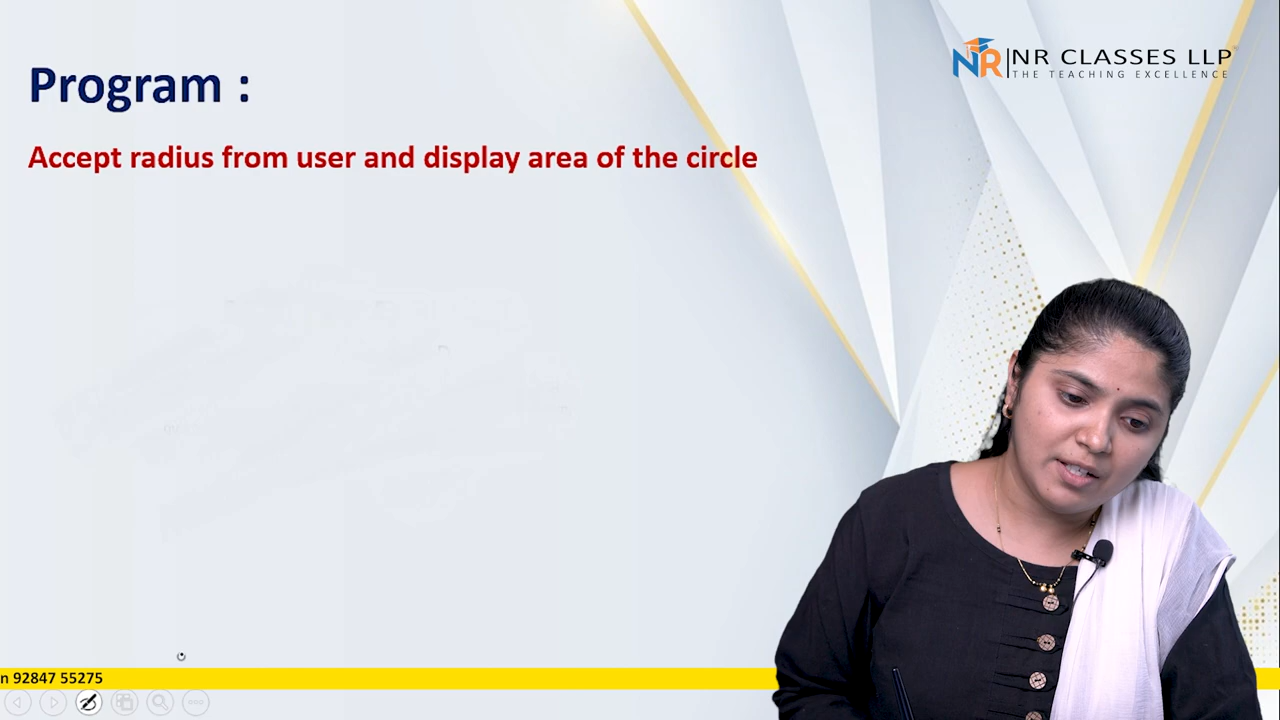 NR|NR CLASSES LLP
THE TEACHING EXCELLENCE
Program :
Accept radius from user and display area of the circle
n 92847 55275